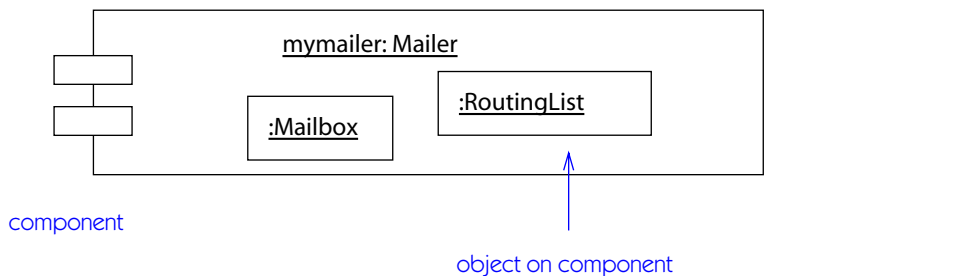 mymailer: Mailer
:RoutingList
:Mailbox
component
object on component